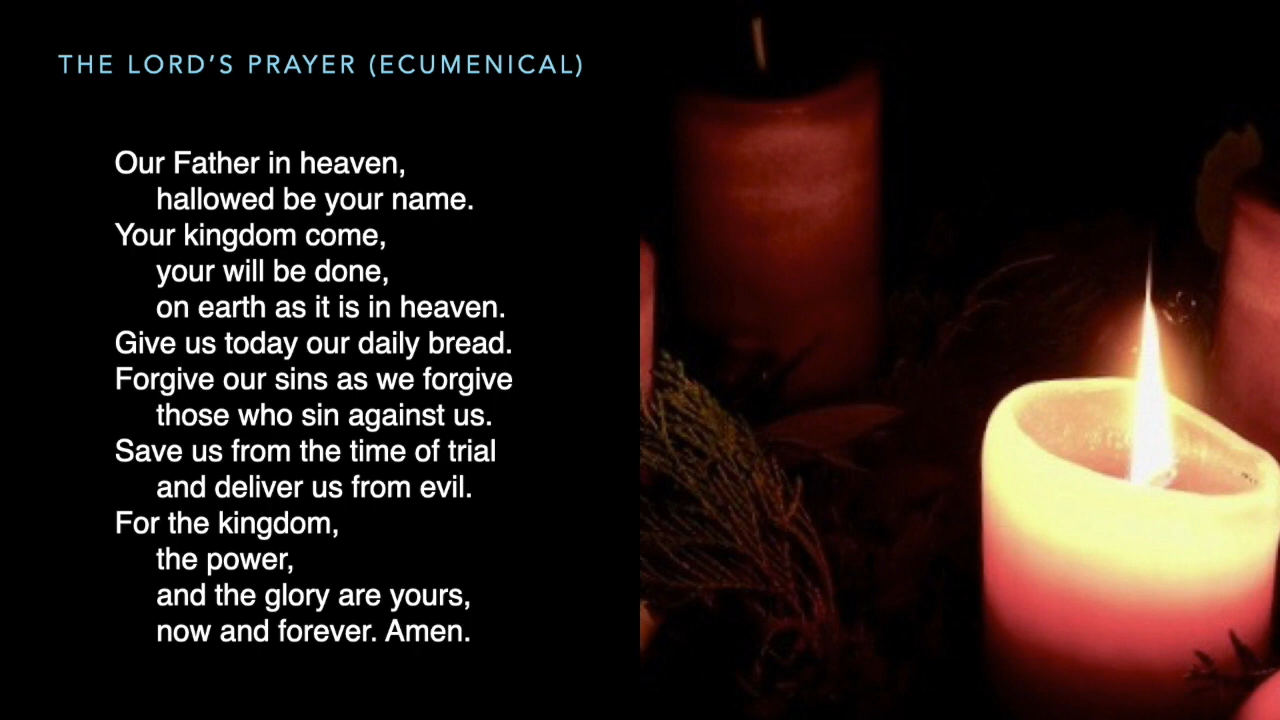 THE LORD’S PRAYER (ECUMENICAL)
Our Father in heaven,
hallowed be your name.
Your kingdom come,
your will be done,
on earth as it is in heaven.
Give us today our daily bread.
Forgive our sins as we forgive
those who sin against us.
Save us from the time of trial
and deliver us from evil.
For the kingdom,
the power,
and the glory are yours,
now and forever. Amen.